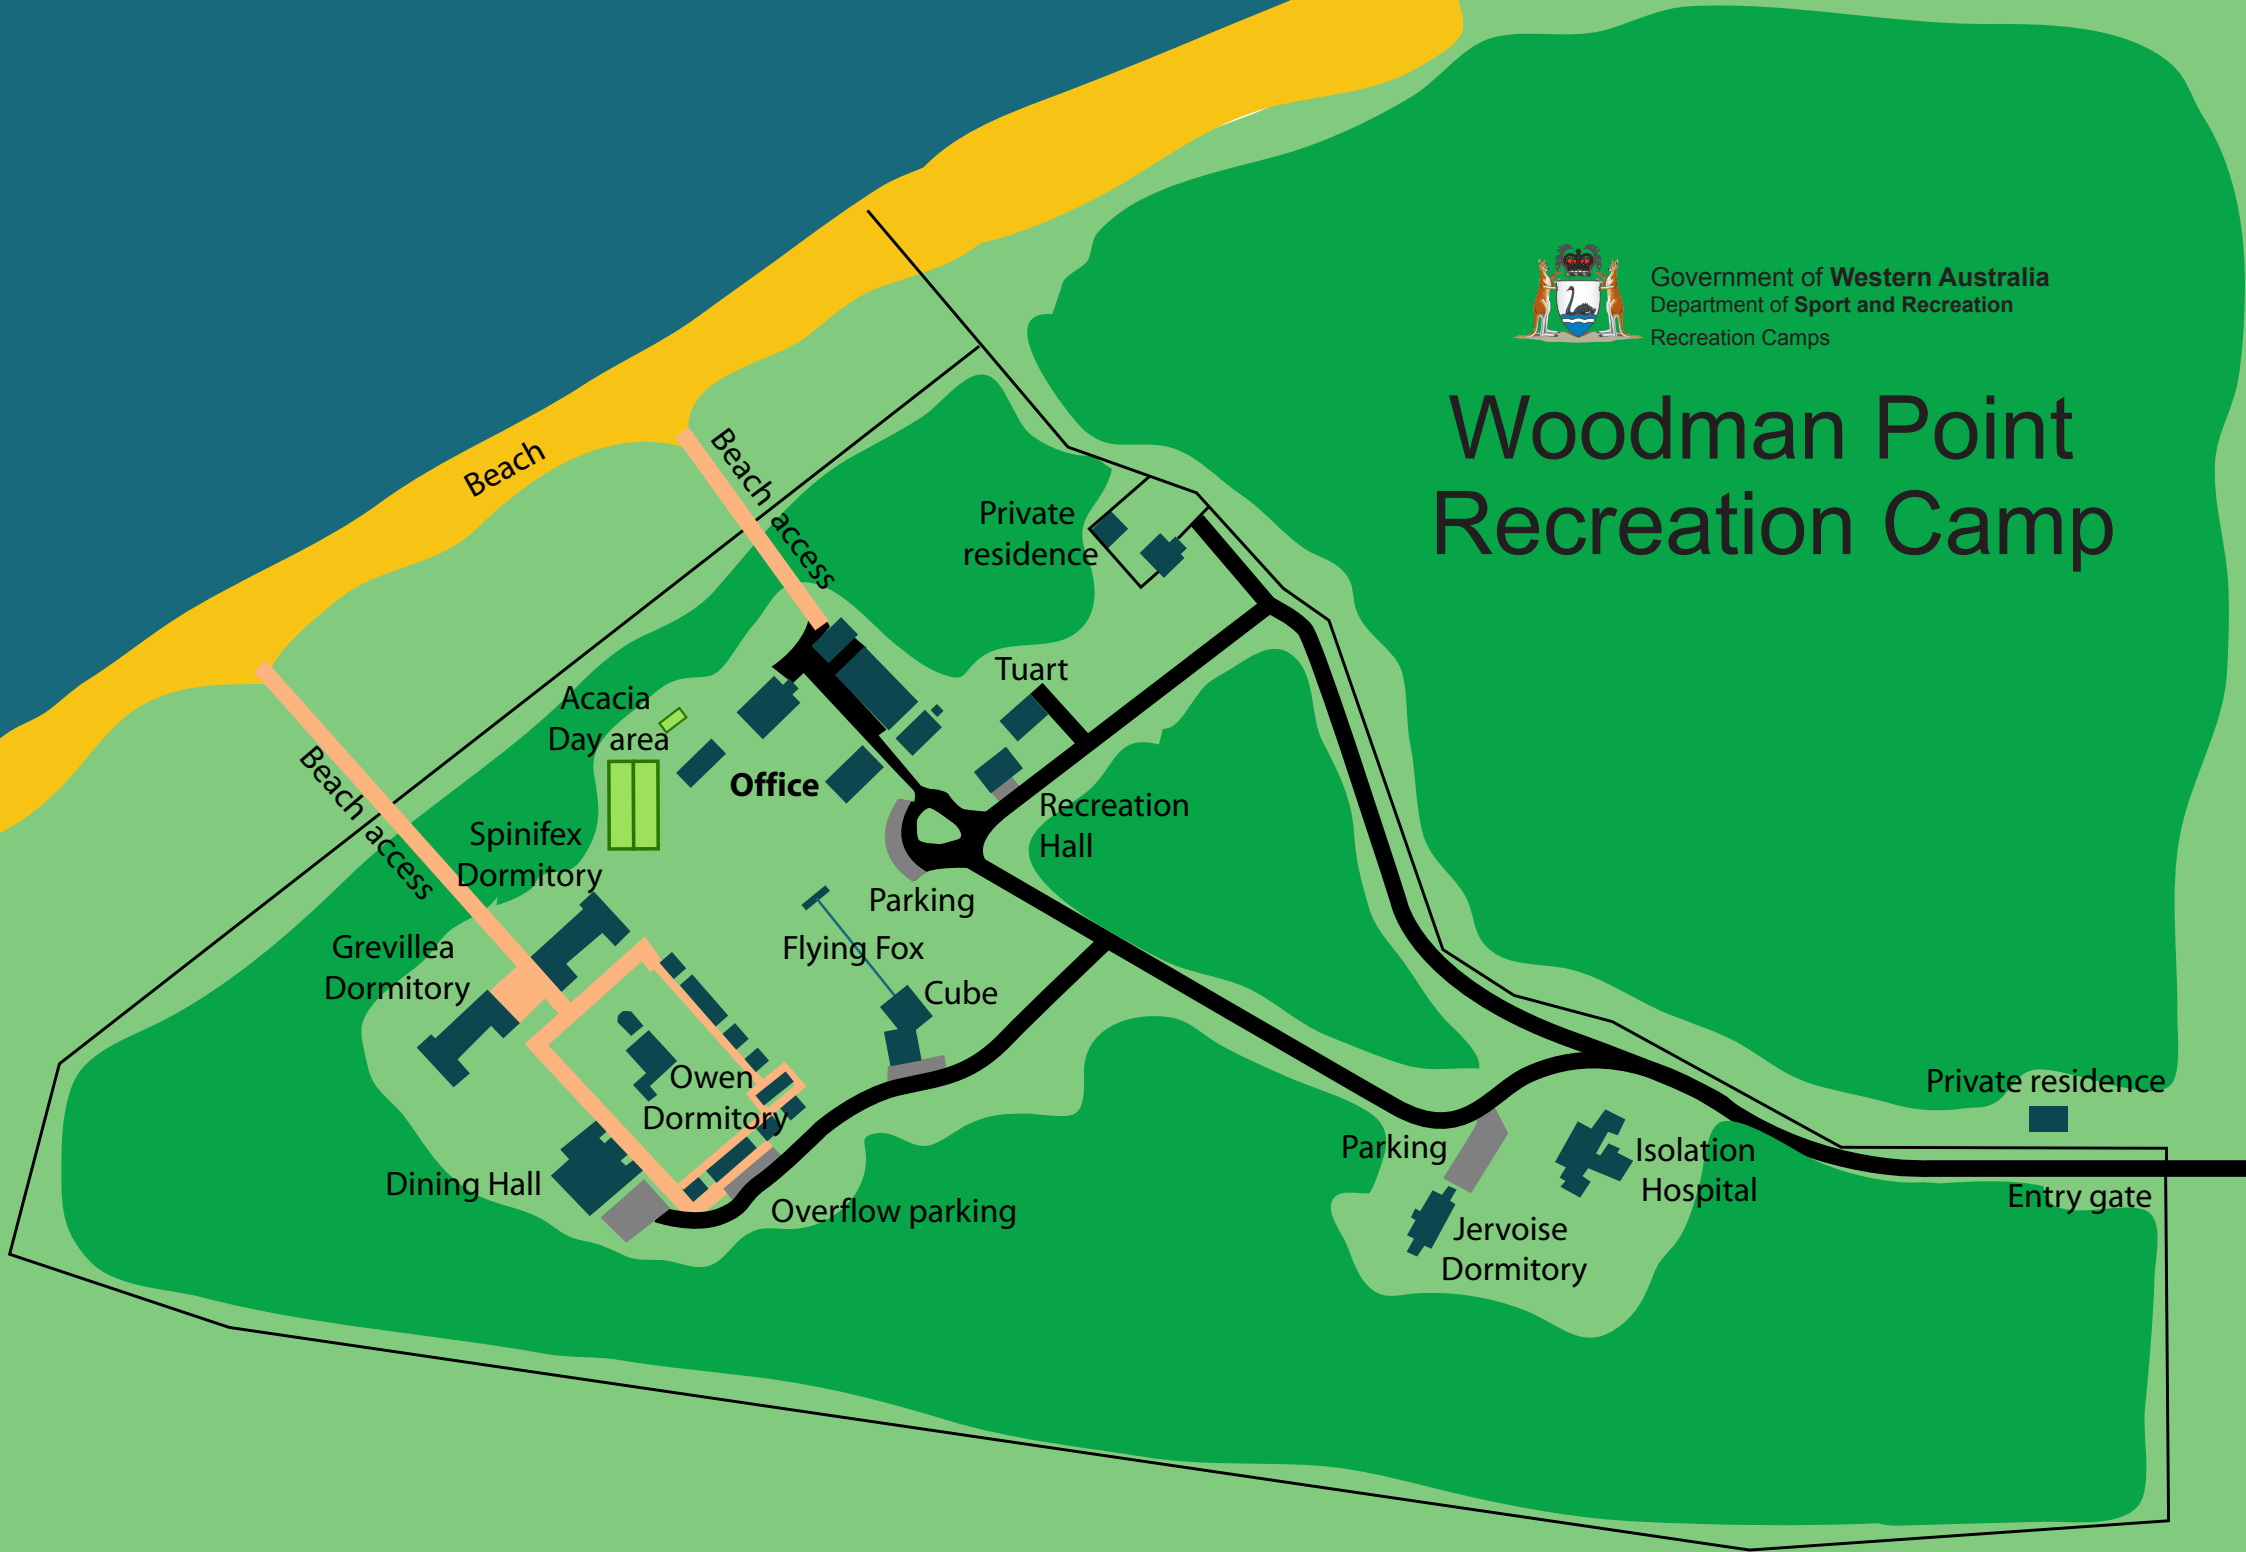 Government of Western Australia
Department of Sport and Recreation
Recreation Camps
Woodman Point
Recreation Camp
Beach
Beach access
Private
residence
Tuart
Acacia
Day area
Office
Beach access
Recreation
Hall
Spinifex
Dormitory
Parking
Flying Fox
Grevillea
Dormitory
Cube
Owen
Dormitory
Private residence
Parking
Isolation
Hospital
Dining Hall
Entry gate
Overflow parking
Jervoise
Dormitory